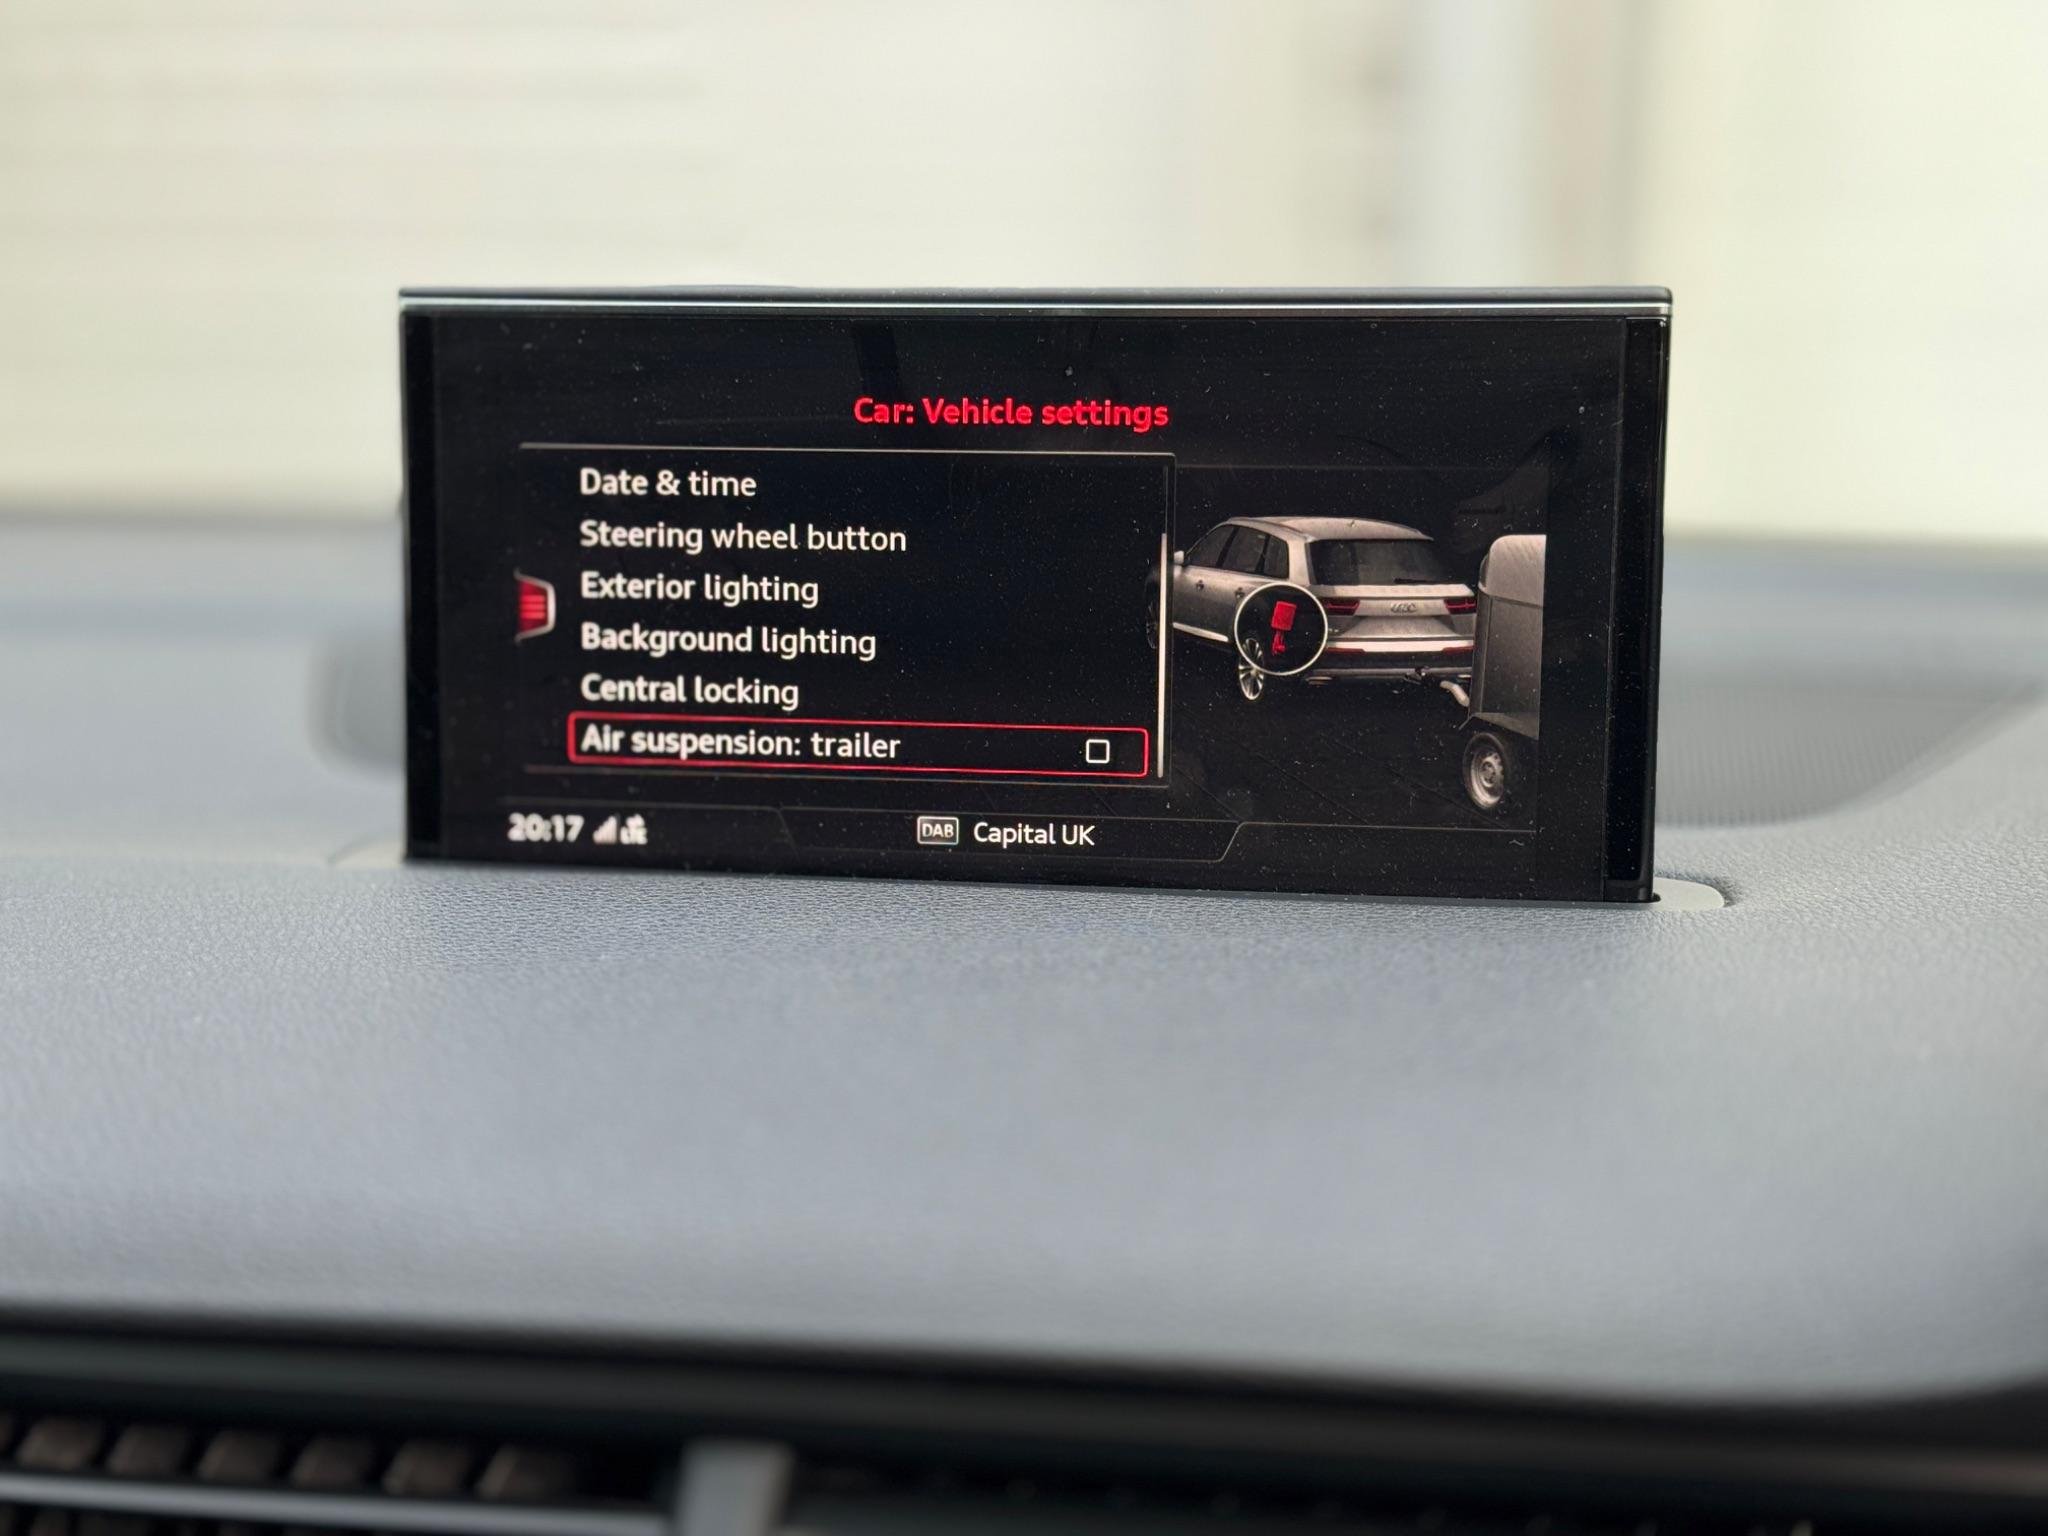 Car: Vehicle settings
Date & time
Steering wheel button
Exterior lighting
Background lighting
Central locking
Air suspension: trailer
20:17 LTE
DAB Capital UK